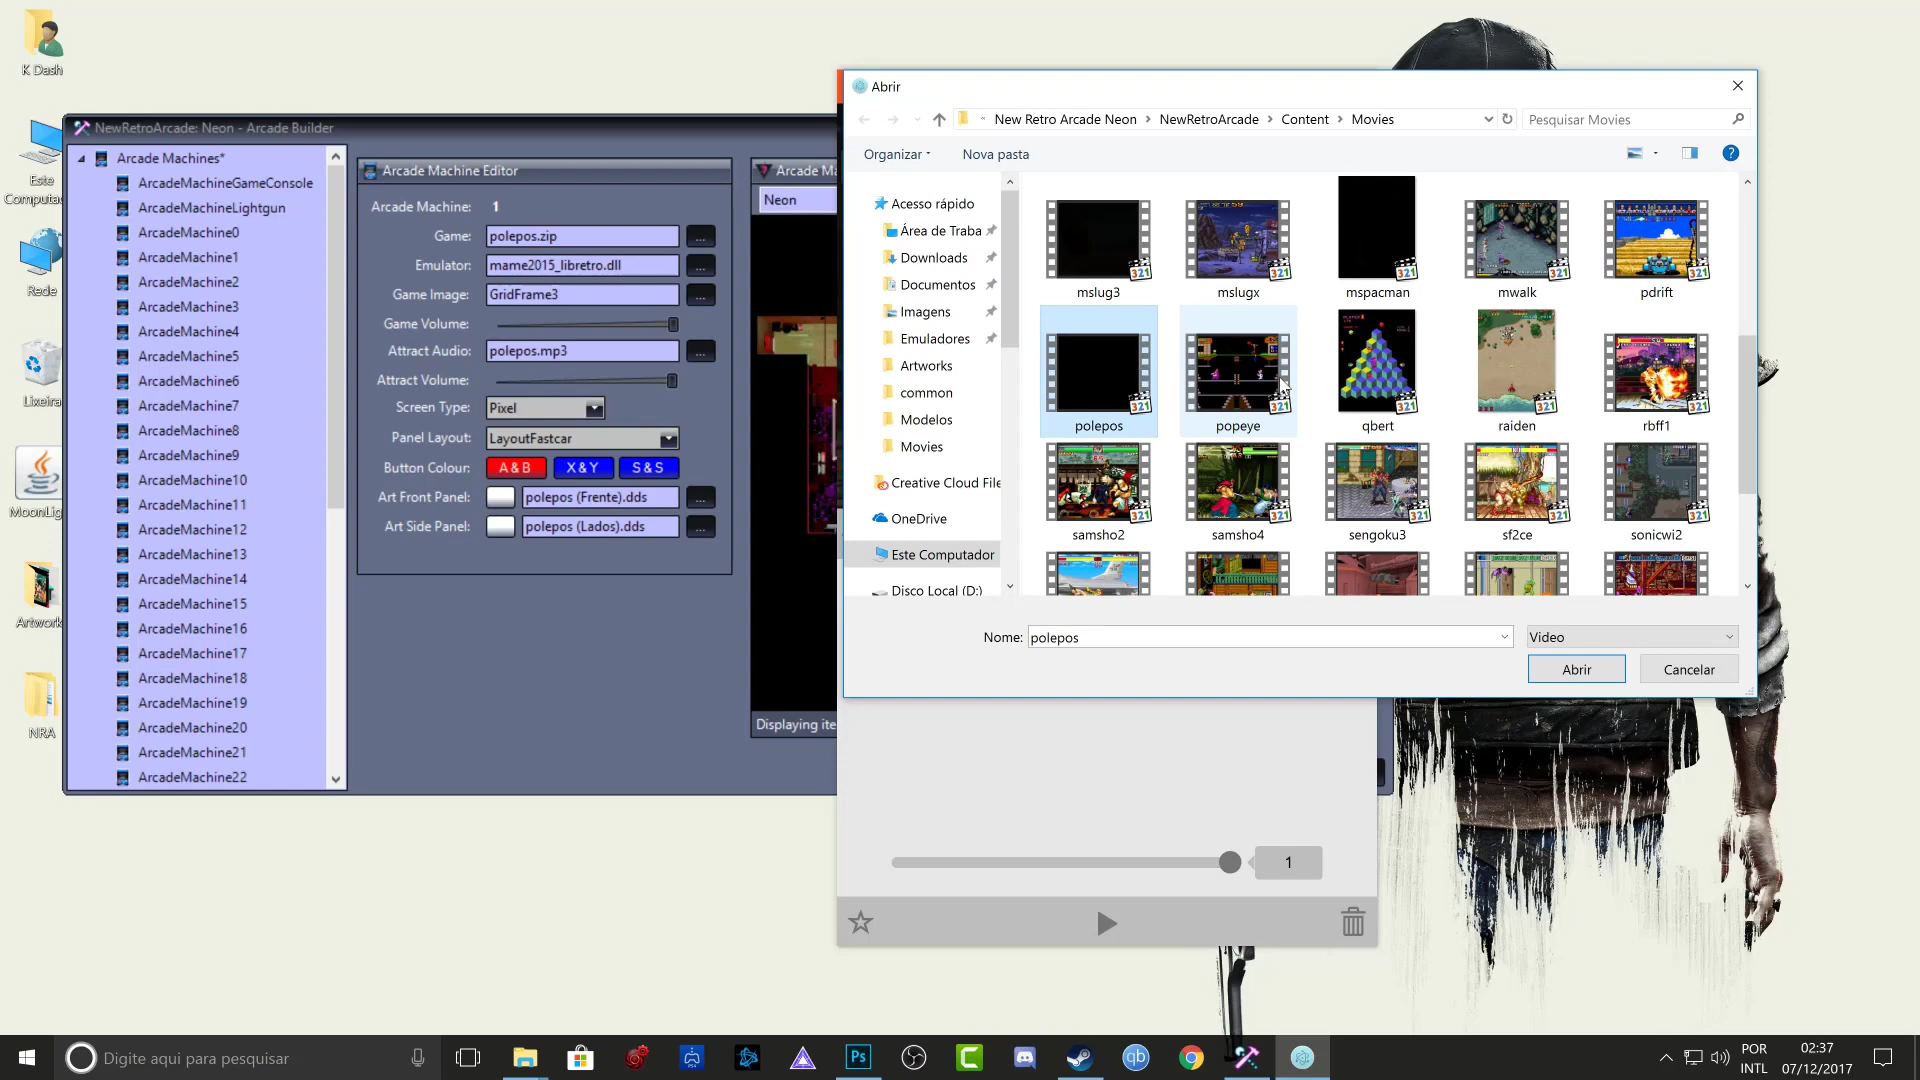 K Dash
Este
Computa
Rede
Lixeira
MoonLig
Artwork
NRA
NewRetroArcade: Neon - Arcade Builder
Arcade Machines*
ArcadeMachineGameConsole
ArcadeMachineLightgun
ArcadeMachine0
ArcadeMachine1
ArcadeMachine2
ArcadeMachine3
ArcadeMachine4
ArcadeMachine5
ArcadeMachine6
ArcadeMachine7
ArcadeMachine8
ArcadeMachine9
ArcadeMachine10
ArcadeMachine11
ArcadeMachine12
ArcadeMachine13
ArcadeMachine14
ArcadeMachine15
ArcadeMachine16
ArcadeMachine17
ArcadeMachine18
ArcadeMachine19
ArcadeMachine20
ArcadeMachine21
ArcadeMachine22
Arcade Machine Editor
Arcade Machine: 1
Game: polepos.zip ...
Emulator: mame2015_libretro.dll ...
Game Image: GridFrame3 ...
Game Volume:
Attract Audio: polepos.mp3 ...
Attract Volume:
Screen Type: Pixel
Panel Layout: LayoutFastcar
Button Colour: A & B X & Y S & S
Art Front Panel: polepos (Frente).dds ...
Art Side Panel: polepos (Lados).dds ...
Arcade Ma
Neon
Displaying ite
Abrir
New Retro Arcade Neon > NewRetroArcade > Content > Movies
Pesquisar Movies
Organizar
Nova pasta
Acesso rápido
Área de Traba
Downloads
Documentos
Imagens
Emuladores
Artworks
common
Modelos
Movies
Creative Cloud File
OneDrive
Este Computador
Disco Local (D:)
mslug3
mslugx
mspacman
mwalk
pdrift
polepos
popeye
qbert
raiden
rbff1
samsho2
samsho4
sengoku3
sf2ce
sonicwi2
Nome: polepos
Video
Abrir
Cancelar
1
Digite aqui para pesquisar
Ps
qb
POR
INTL
02:37
07/12/2017